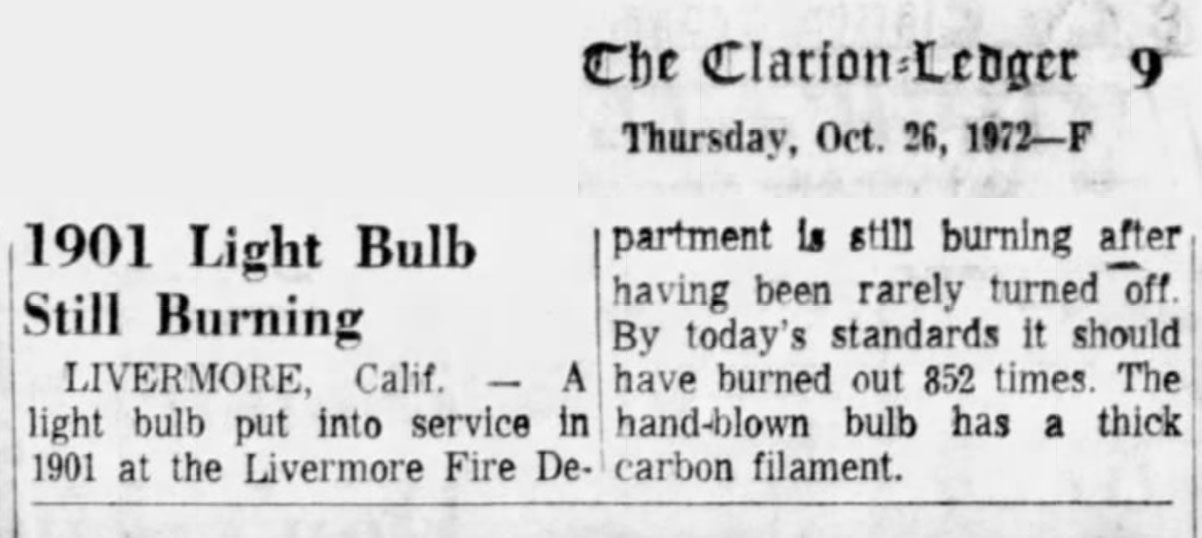 The Clarion-Ledger 9
Thursday, Oct. 26, 1972—F
1901 Light Bulb
Still Burning
LIVERMORE, Calif. — A
light bulb put into service in
1901 at the Livermore Fire De-
partment is still burning after
having been rarely turned off.
By today's standards it should
have burned out 852 times. The
hand-blown bulb has a thick
carbon filament.